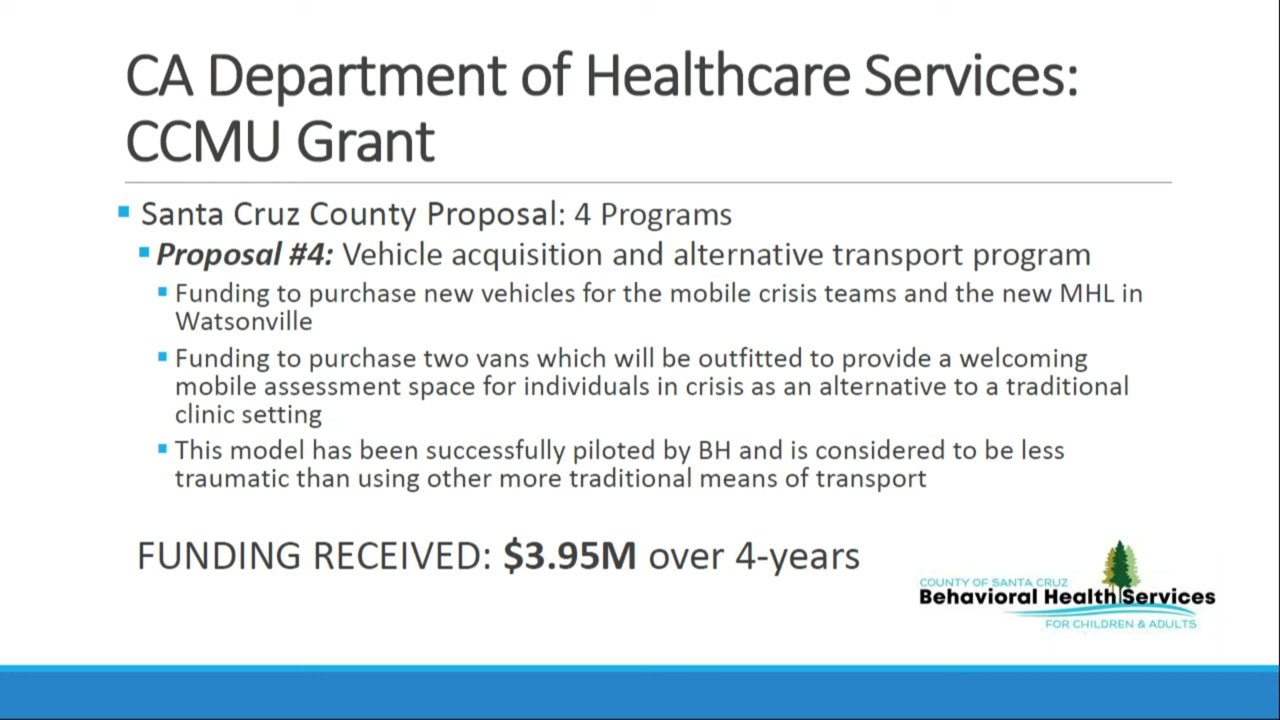 CA Department of Healthcare Services:
CCMU Grant
Santa Cruz County Proposal: 4 Programs
Proposal #4: Vehicle acquisition and alternative transport program
Funding to purchase new vehicles for the mobile crisis teams and the new MHL in
Watsonville
Funding to purchase two vans which will be outfitted to provide a welcoming
mobile assessment space for individuals in crisis as an alternative to a traditional
clinic setting
This model has been successfully piloted by BH and is considered to be less
traumatic than using other more traditional means of transport
FUNDING RECEIVED: $3.95M over 4-years
COUNTY OF SANTA CRUZ
Behavioral Health Services
FOR CHILDREN & ADULTS